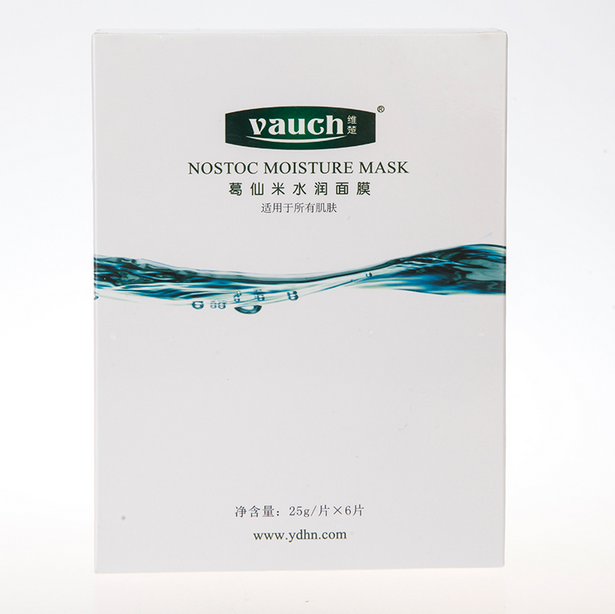 vauch 维楚 ®
NOSTOC MOISTURE MASK
葛仙米水润面膜
适用于所有肌肤
净含量：25g/片×6片
www.ydhn.com